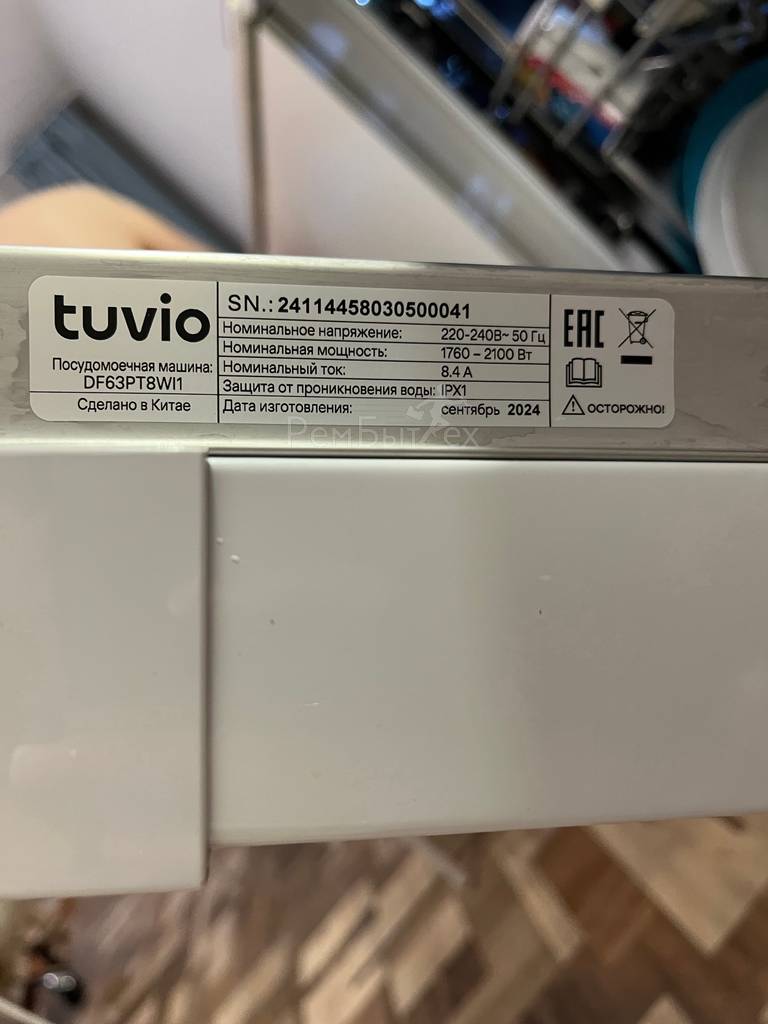 tuvio
Посудомоечная машина:
DF63PT8WI1
Сделано в Китае
SN.: 24114458030500041
Номинальное напряжение: 220-240В~ 50 Гц
Номинальная мощность: 1760 – 2100 Вт
Номинальный ток: 8.4 А
Защита от проникновения воды: IPX1
Дата изготовления: сентябрь 2024
EAC
ОСТОРОЖНО!
РемБытТех